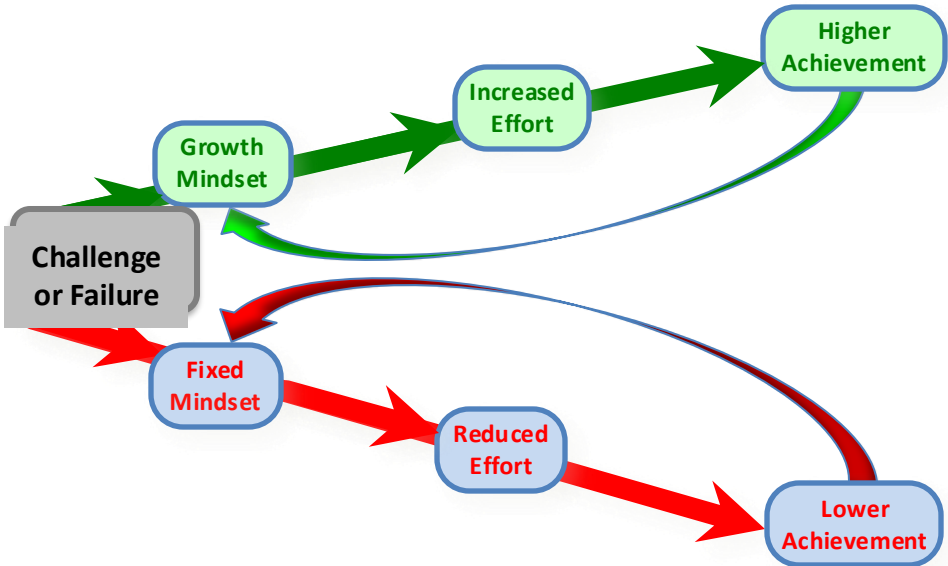 Higher
Achievement
Increased
Effort
Growth
Mindset
Challenge
or Failure
Fixed
Mindset
Reduced
Effort
Lower
Achievement